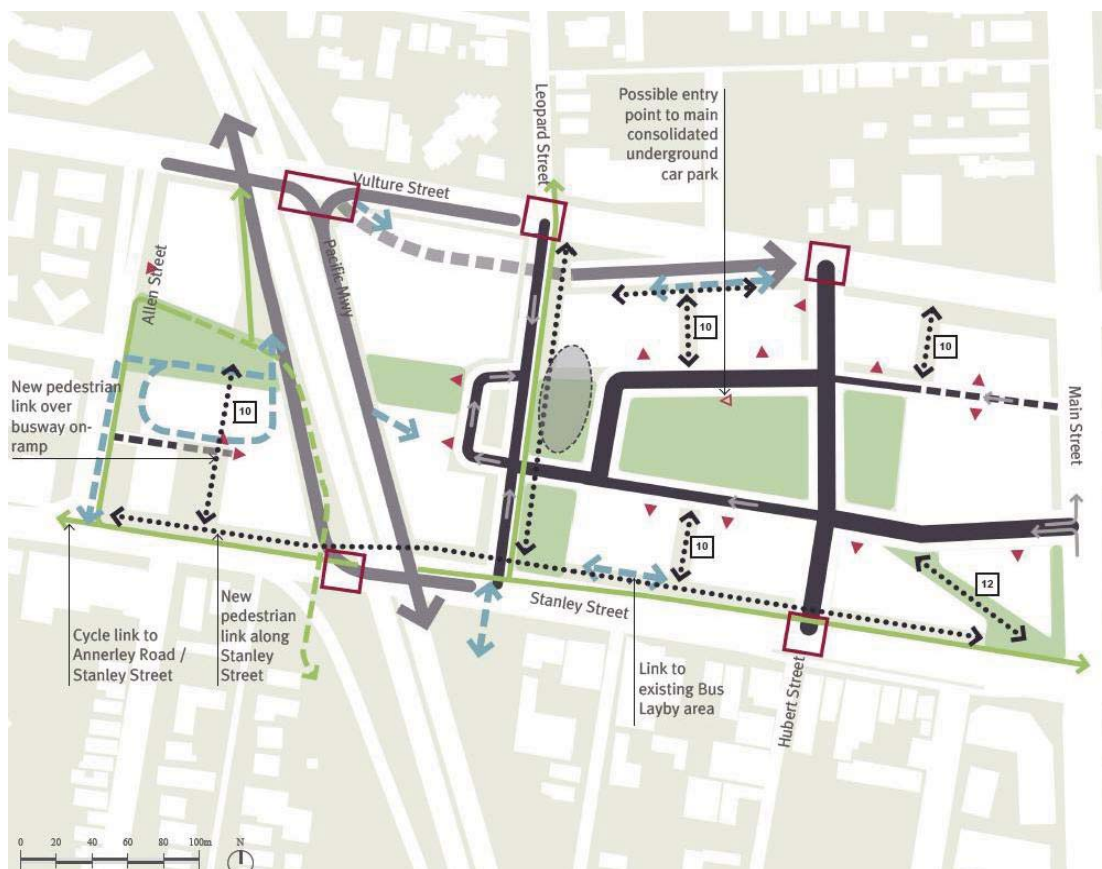 Leopard Street
Possible entry
point to main
consolidated
underground
car park
Vulture Street
Allen Street
Pacific Mwy
10
10
New pedestrian
link over
busway on-
ramp
10
Main Street
10
12
Stanley Street
Cycle link to
Annerley Road /
Stanley Street
New
pedestrian
link along
Stanley
Street
Link to
existing Bus
Layby area
Hubert Street
0 20 40 60 80 100m
N